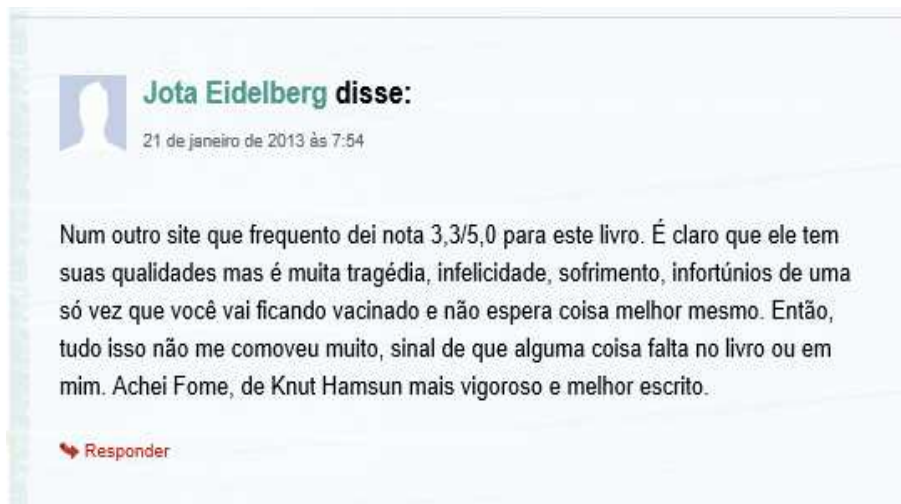 Jota Eidelberg disse:
21 de janeiro de 2013 às 7:54
Num outro site que frequento dei nota 3,3/5,0 para este livro. É claro que ele tem
suas qualidades mas é muita tragédia, infelicidade, sofrimento, infortúnios de uma
só vez que você vai ficando vacinado e não espera coisa melhor mesmo. Então,
tudo isso não me comoveu muito, sinal de que alguma coisa falta no livro ou em
mim. Achei Fome, de Knut Hamsun mais vigoroso e melhor escrito.
Responder